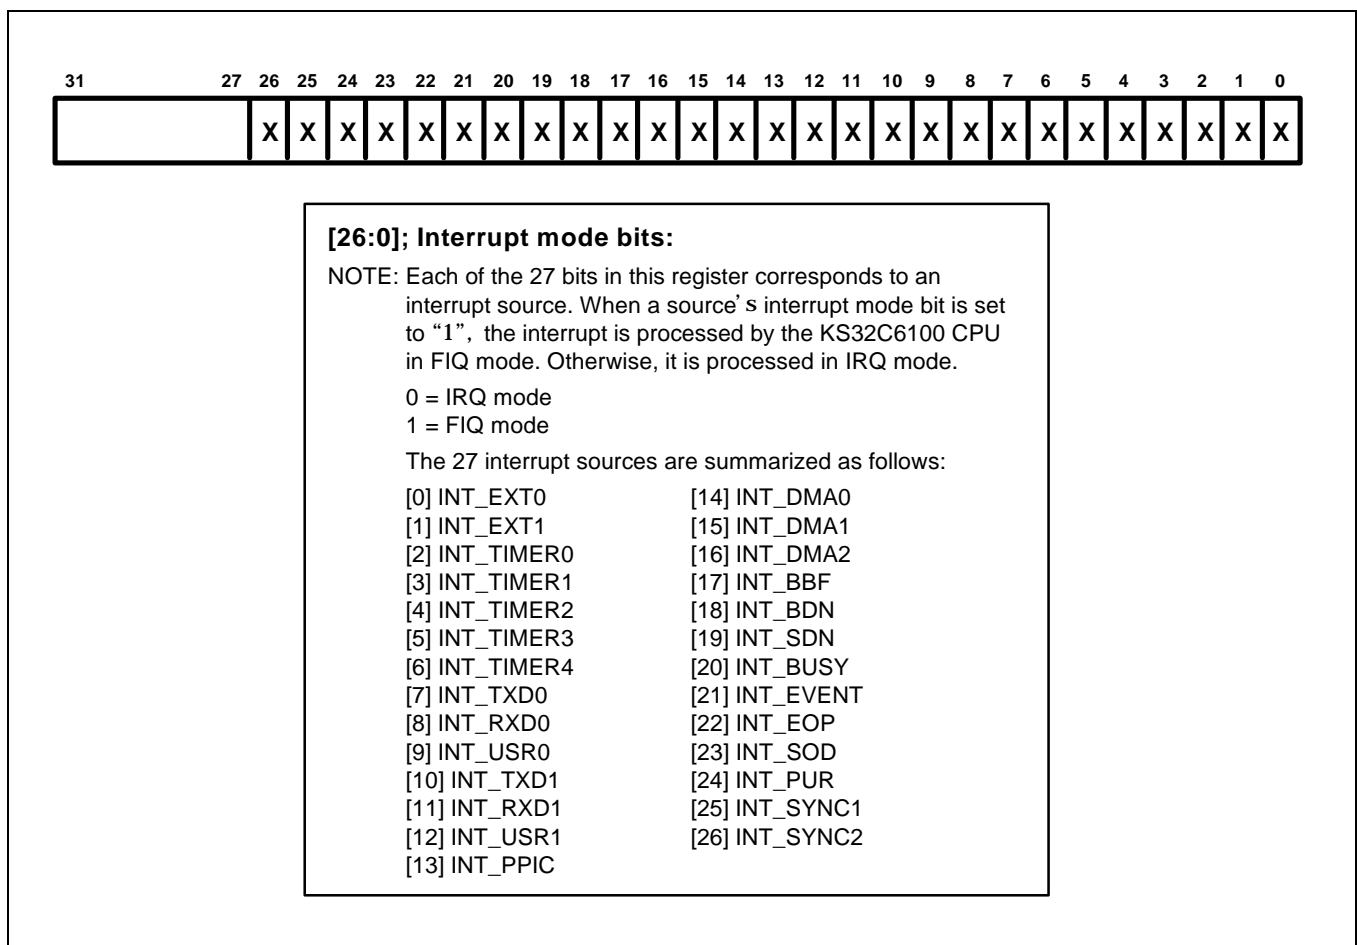 31 27 26 25 24 23 22 21 20 19 18 17 16 15 14 13 12 11 10 9 8 7 6 5 4 3 2 1 0
X X X X X X X X X X X X X X X X X X X X X X X X X X X
[26:0]; Interrupt mode bits:
NOTE: Each of the 27 bits in this register corresponds to an
interrupt source. When a source's interrupt mode bit is set
to “1”, the interrupt is processed by the KS32C6100 CPU
in FIQ mode. Otherwise, it is processed in IRQ mode.
0 = IRQ mode
1 = FIQ mode
The 27 interrupt sources are summarized as follows:
[0] INT_EXT0
[1] INT_EXT1
[2] INT_TIMER0
[3] INT_TIMER1
[4] INT_TIMER2
[5] INT_TIMER3
[6] INT_TIMER4
[7] INT_TXD0
[8] INT_RXD0
[9] INT_USR0
[10] INT_TXD1
[11] INT_RXD1
[12] INT_USR1
[13] INT_PPIC
[14] INT_DMA0
[15] INT_DMA1
[16] INT_DMA2
[17] INT_BBF
[18] INT_BDN
[19] INT_SDN
[20] INT_BUSY
[21] INT_EVENT
[22] INT_EOP
[23] INT_SOD
[24] INT_PUR
[25] INT_SYNC1
[26] INT_SYNC2